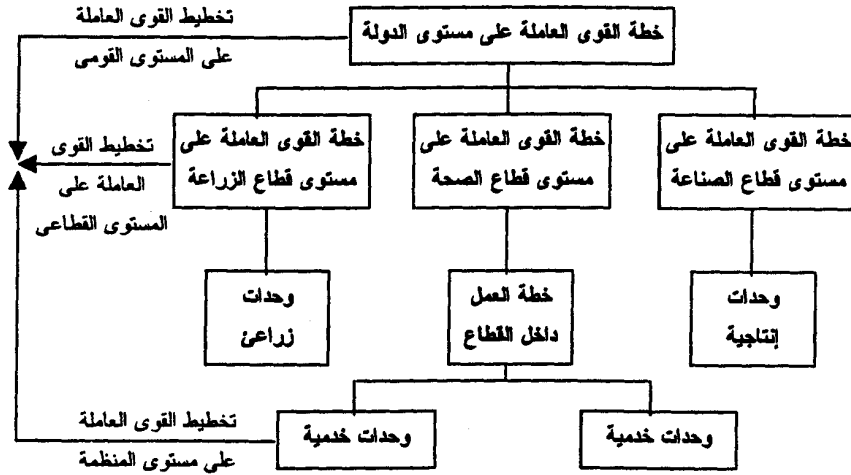 خطة القوى العاملة على مستوى الدولة
تخطيط القوى العاملة
على المستوى القومى
خطة القوى العاملة على
مستوى قطاع الصناعة
خطة القوى العاملة على
مستوى قطاع الصحة
خطة القوى العاملة على
مستوى قطاع الزراعة
تخطيط القوى
العاملة على
المستوى القطاعى
وحدات
إنتاجية
خطة العمل
داخل القطاع
وحدات
زراعئ
وحدات خدمية
وحدات خدمية
تخطيط القوى العاملة
على مستوى المنظمة